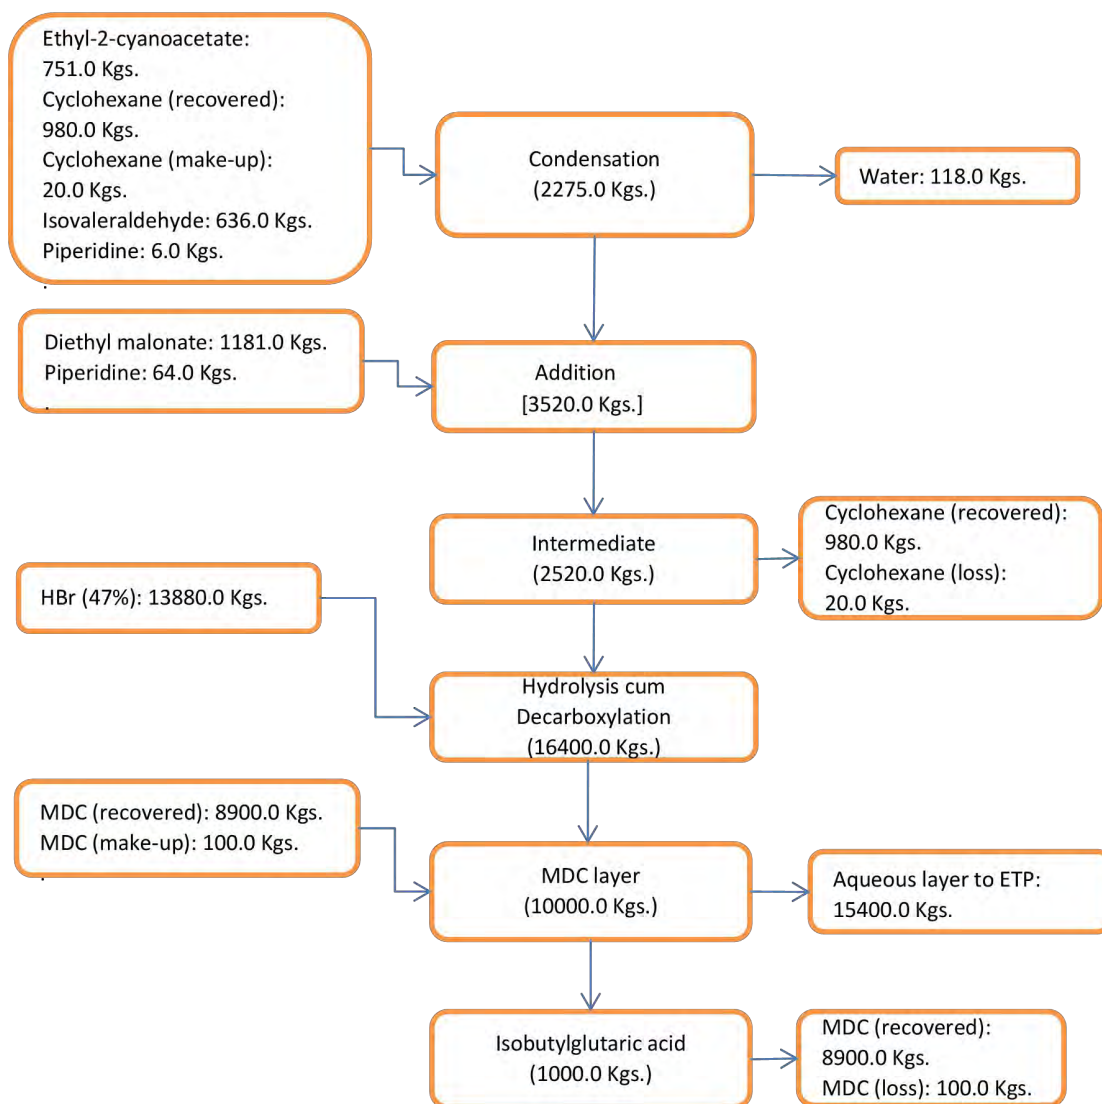 Ethyl-2-cyanoacetate:
751.0 Kgs.
Cyclohexane (recovered):
980.0 Kgs.
Cyclohexane (make-up):
20.0 Kgs.
Isovaleraldehyde: 636.0 Kgs.
Piperidine: 6.0 Kgs.
.
Condensation
(2275.0 Kgs.)
Water: 118.0 Kgs.
Diethyl malonate: 1181.0 Kgs.
Piperidine: 64.0 Kgs.
.
Addition
[3520.0 Kgs.]
Intermediate
(2520.0 Kgs.)
Cyclohexane (recovered):
980.0 Kgs.
Cyclohexane (loss):
20.0 Kgs.
HBr (47%): 13880.0 Kgs.
Hydrolysis cum
Decarboxylation
(16400.0 Kgs.)
MDC (recovered): 8900.0 Kgs.
MDC (make-up): 100.0 Kgs.
.
MDC layer
(10000.0 Kgs.)
Aqueous layer to ETP:
15400.0 Kgs.
Isobutylglutaric acid
(1000.0 Kgs.)
MDC (recovered):
8900.0 Kgs.
MDC (loss): 100.0 Kgs.